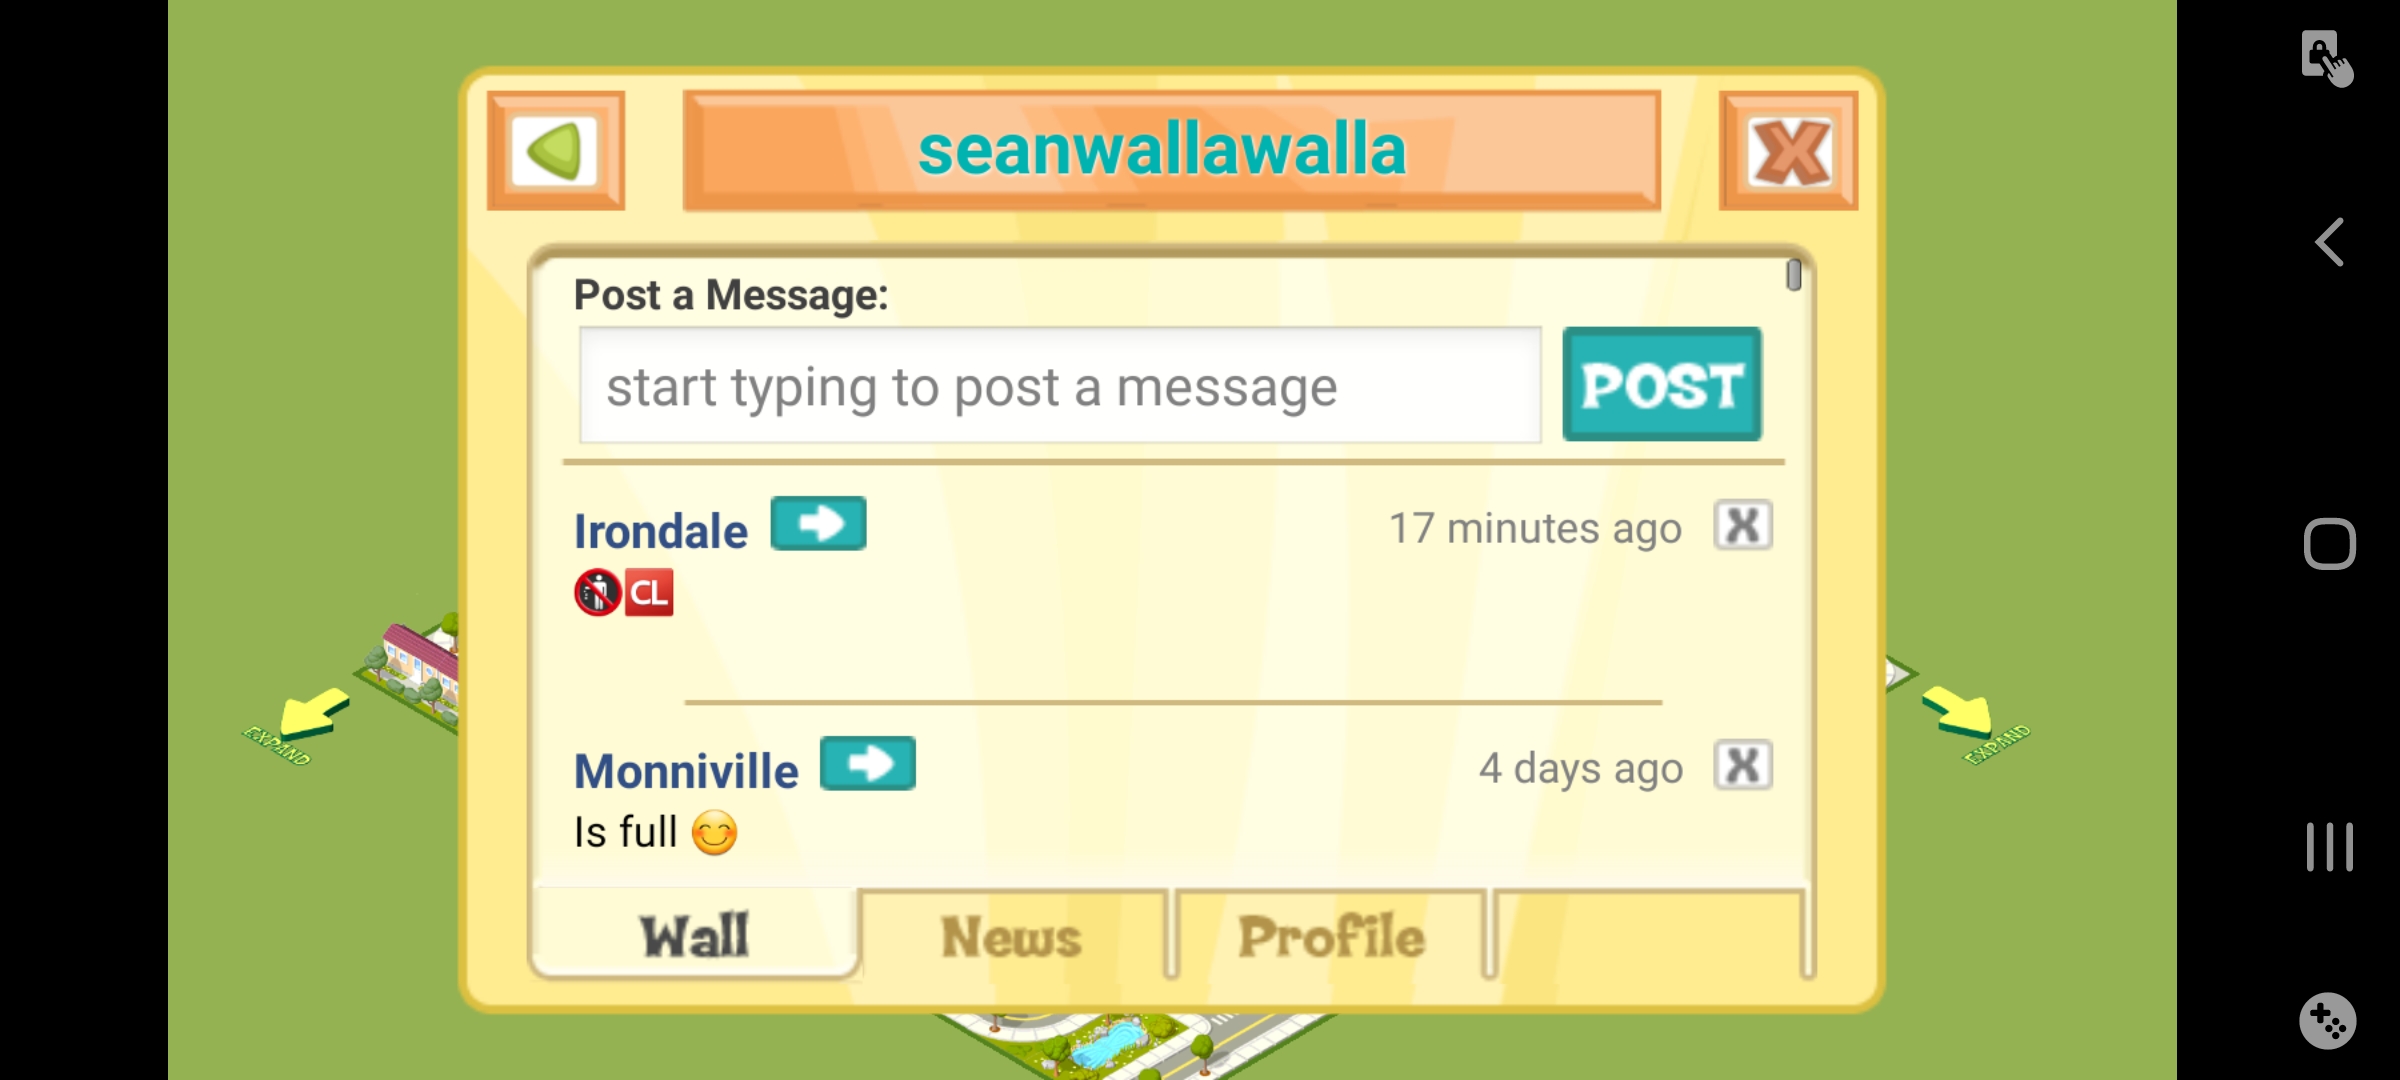 seanwallawalla
Post a Message:
start typing to post a message
POST
Irondale
17 minutes ago
X
🚯🆑
Monniville
4 days ago
X
Is full 😊
EXPAND
EXPAND
Wall
News
Profile